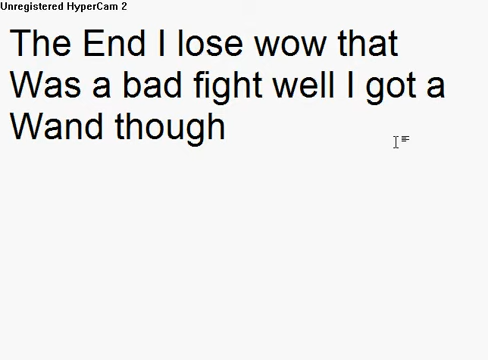 Unregistered HyperCam 2
The End I lose wow that
Was a bad fight well I got a
Wand though